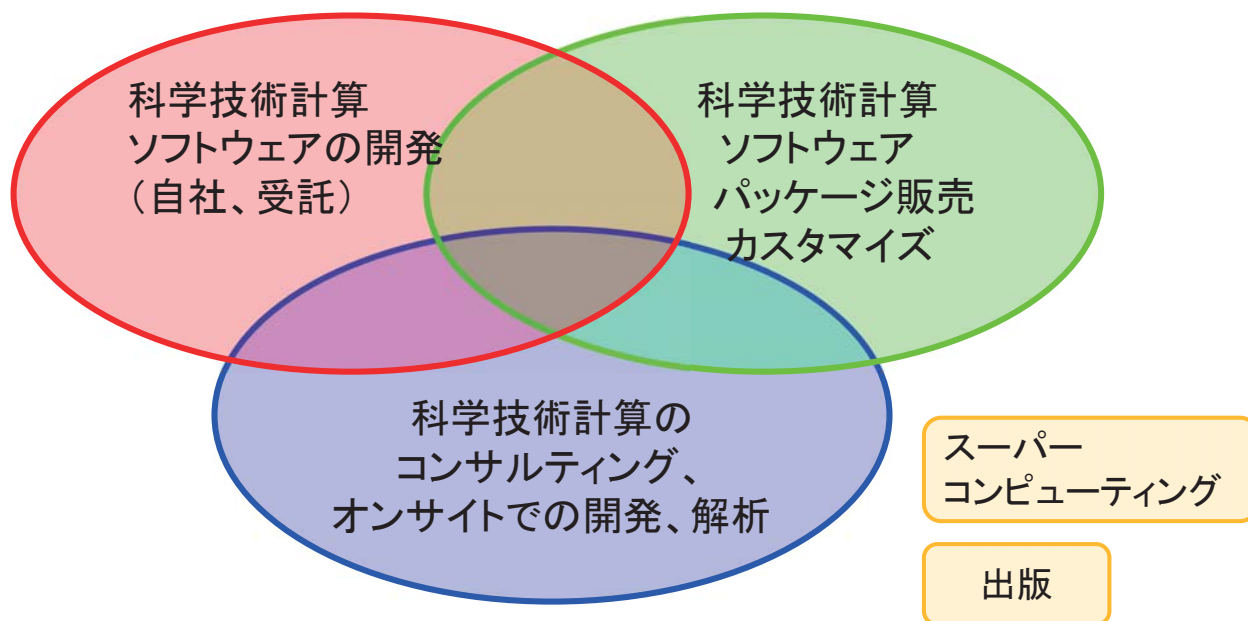 科学技術計算
ソフトウェアの開発
（自社、受託）
科学技術計算
ソフトウェア
パッケージ販売
カスタマイズ
科学技術計算の
コンサルティング、
オンサイトでの開発、解析
スーパー
コンピューティング
出版